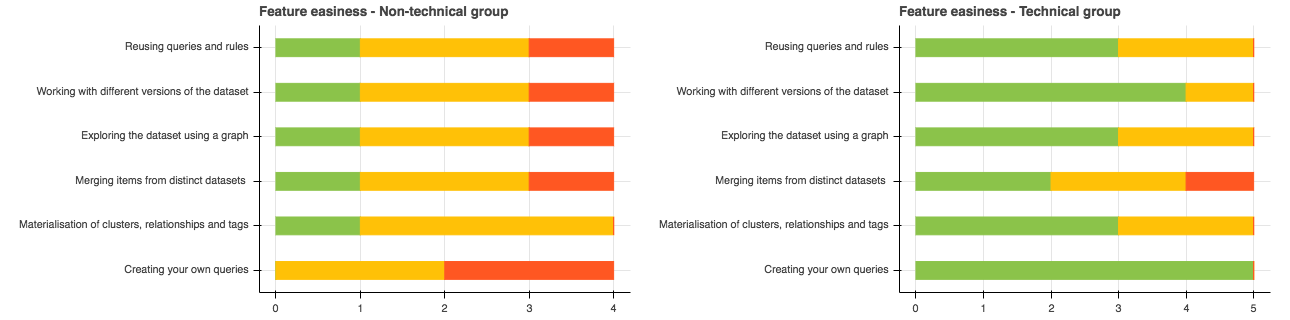 Feature easiness - Non-technical group
Reusing queries and rules
Working with different versions of the dataset
Exploring the dataset using a graph
Merging items from distinct datasets
Materialisation of clusters, relationships and tags
Creating your own queries
0 1 2 3 4
Feature easiness - Technical group
Reusing queries and rules
Working with different versions of the dataset
Exploring the dataset using a graph
Merging items from distinct datasets
Materialisation of clusters, relationships and tags
Creating your own queries
0 1 2 3 4 5